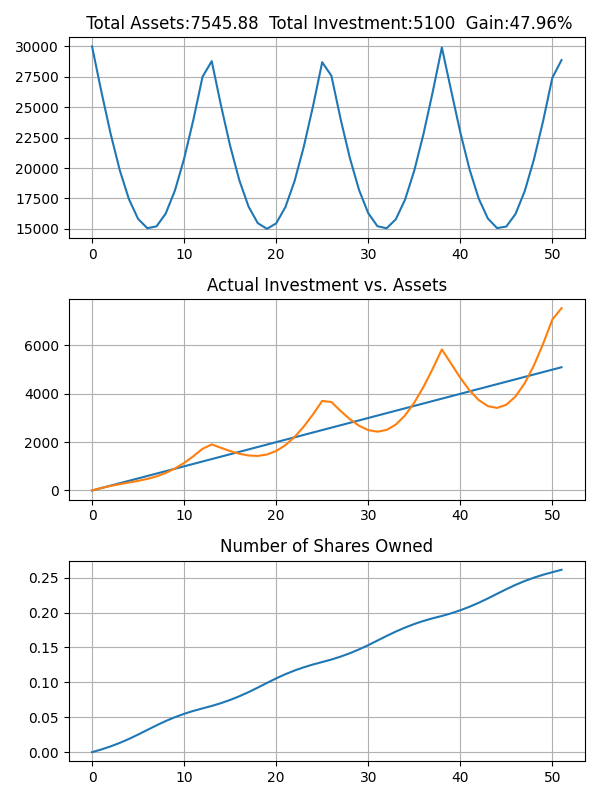 Total Assets:7545.88  Total Investment:5100  Gain:47.96%
30000
27500
25000
22500
20000
17500
15000
0 10 20 30 40 50
Actual Investment vs. Assets
6000
4000
2000
0
0 10 20 30 40 50
Number of Shares Owned
0.25
0.20
0.15
0.10
0.05
0.00
0 10 20 30 40 50